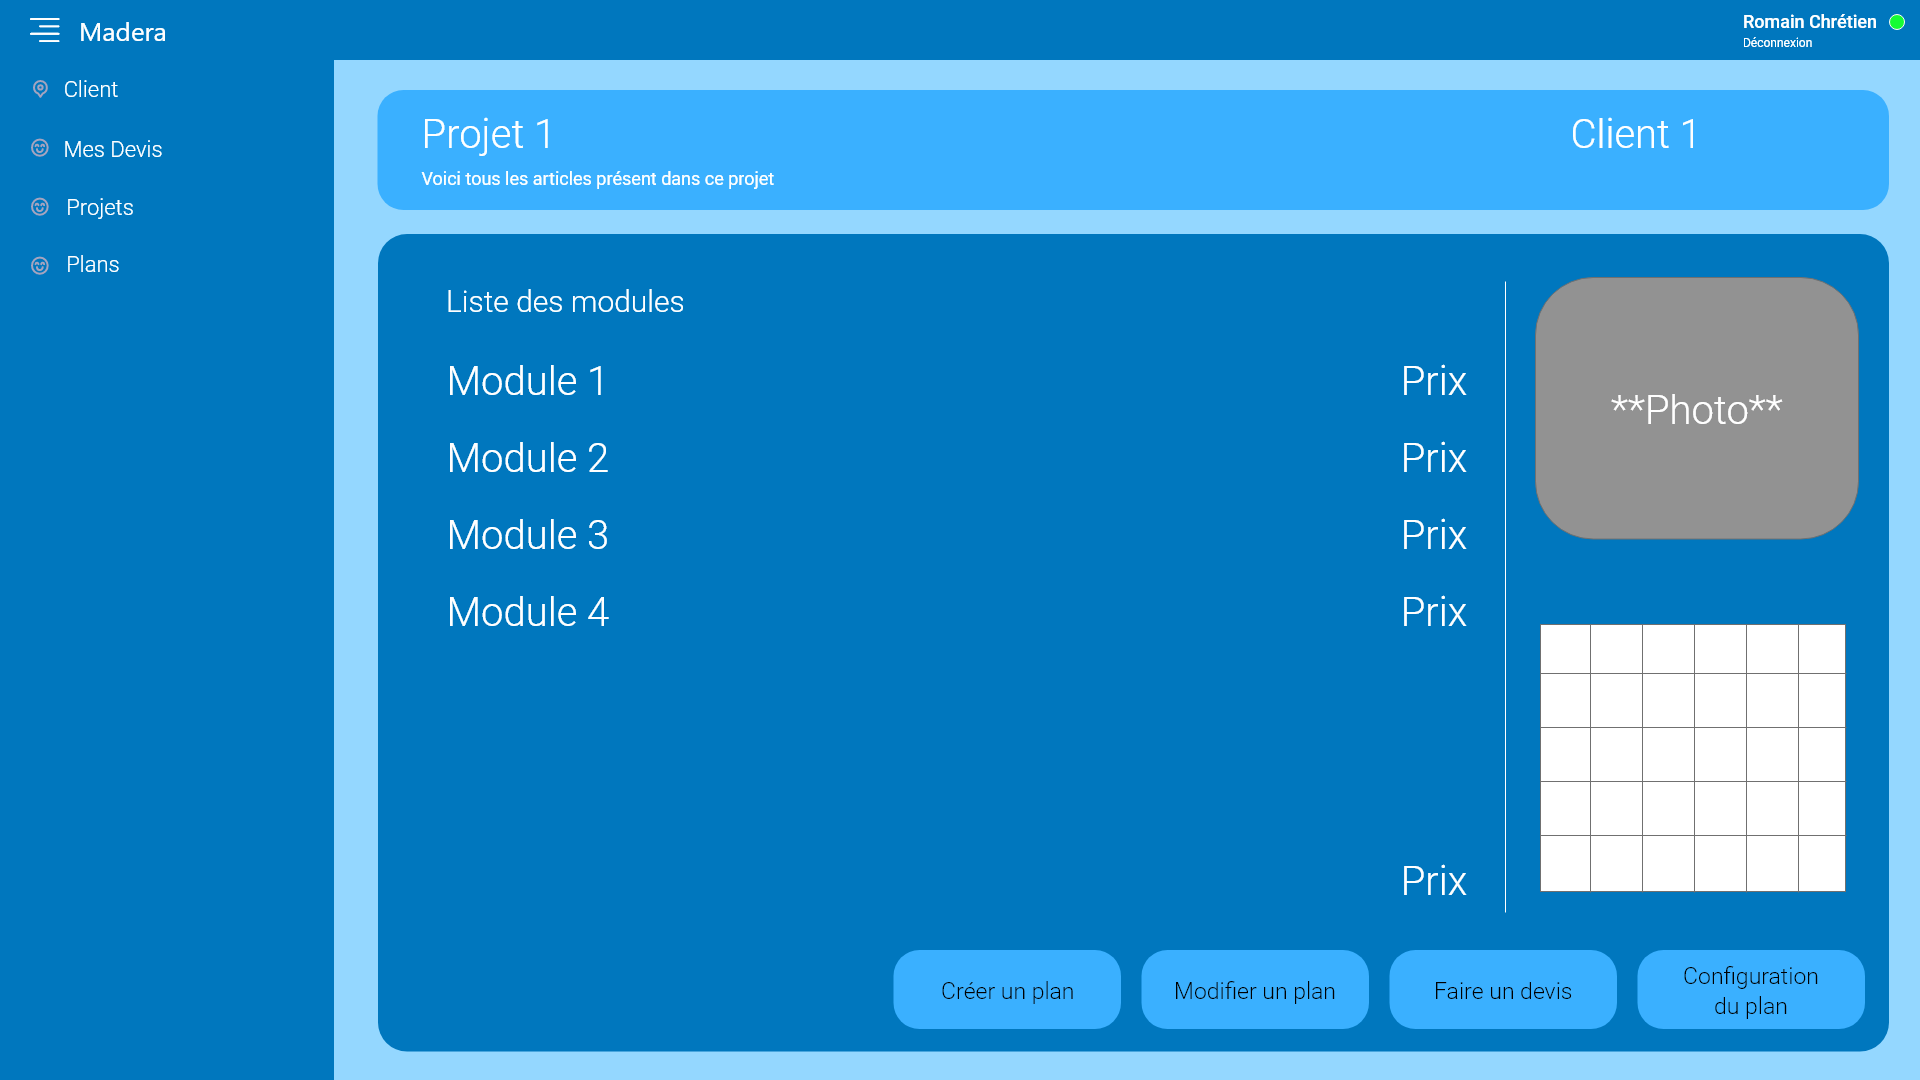 Madera
Romain Chrétien
Déconnexion
Client
Mes Devis
Projets
Plans
Projet 1
Client 1
Voici tous les articles présent dans ce projet
Liste des modules
Module 1 Prix
Module 2 Prix
Module 3 Prix
Module 4 Prix
Prix
**Photo**
Créer un plan
Modifier un plan
Faire un devis
Configuration
du plan